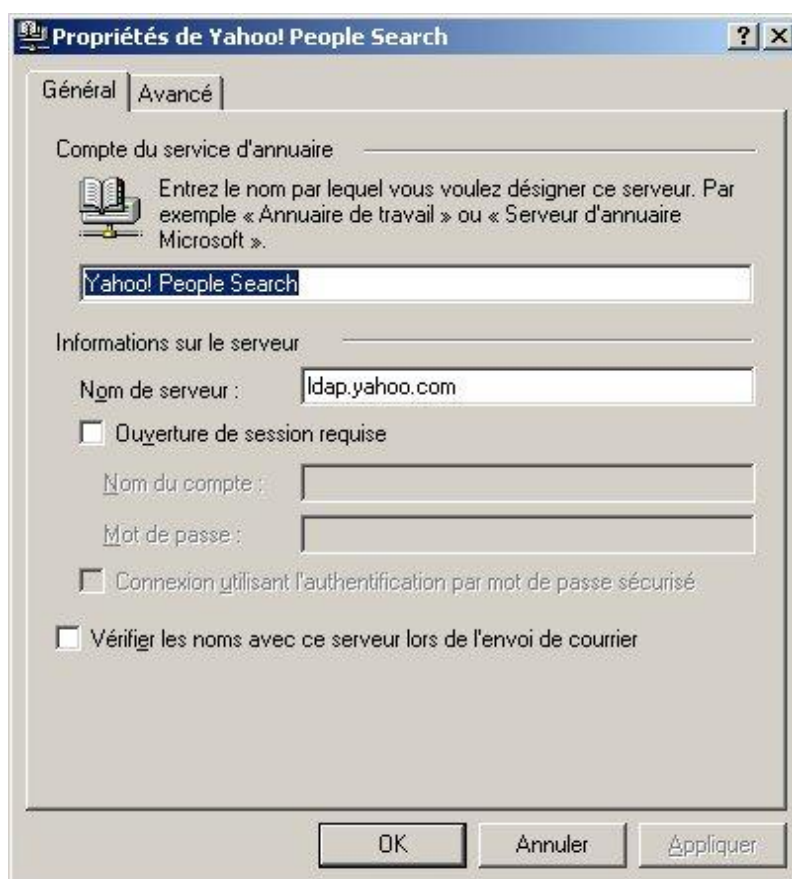 Propriétés de Yahoo! People Search
Général Avancé
Compte du service d'annuaire
Entrez le nom par lequel vous voulez désigner ce serveur. Par
exemple « Annuaire de travail » ou « Serveur d'annuaire
Microsoft ».
Yahoo! People Search
Informations sur le serveur
Nom de serveur : ldap.yahoo.com
Ouverture de session requise
Nom du compte :
Mot de passe :
Connexion utilisant l'authentification par mot de passe sécurisé
Vérifier les noms avec ce serveur lors de l'envoi de courrier
OK Annuler Appliquer